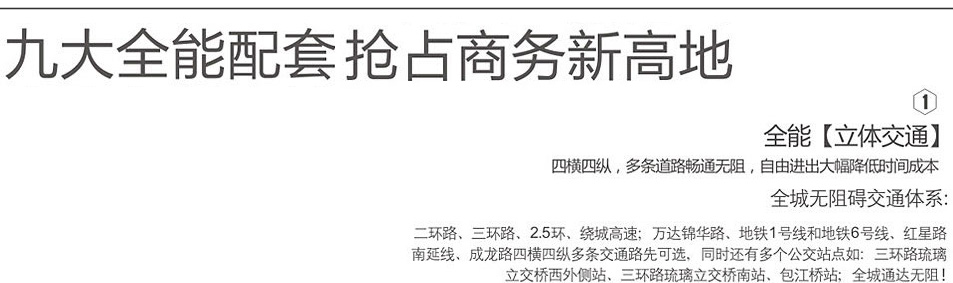 九大全能配套 抢占商务新高地
1
全能【立体交通】
四横四纵，多条道路畅通无阻，自由进出大幅降低时间成本
全城无阻碍交通体系:
二环路、三环路、2.5环、绕城高速；万达锦华路、地铁1号线和地铁6号线、红星路
南延线、成龙路四横四纵多条交通路先可选，同时还有多个公交站点如：三环路琉璃
立交桥西外侧站、三环路琉璃立交桥南站、包江桥站；全城通达无阻！